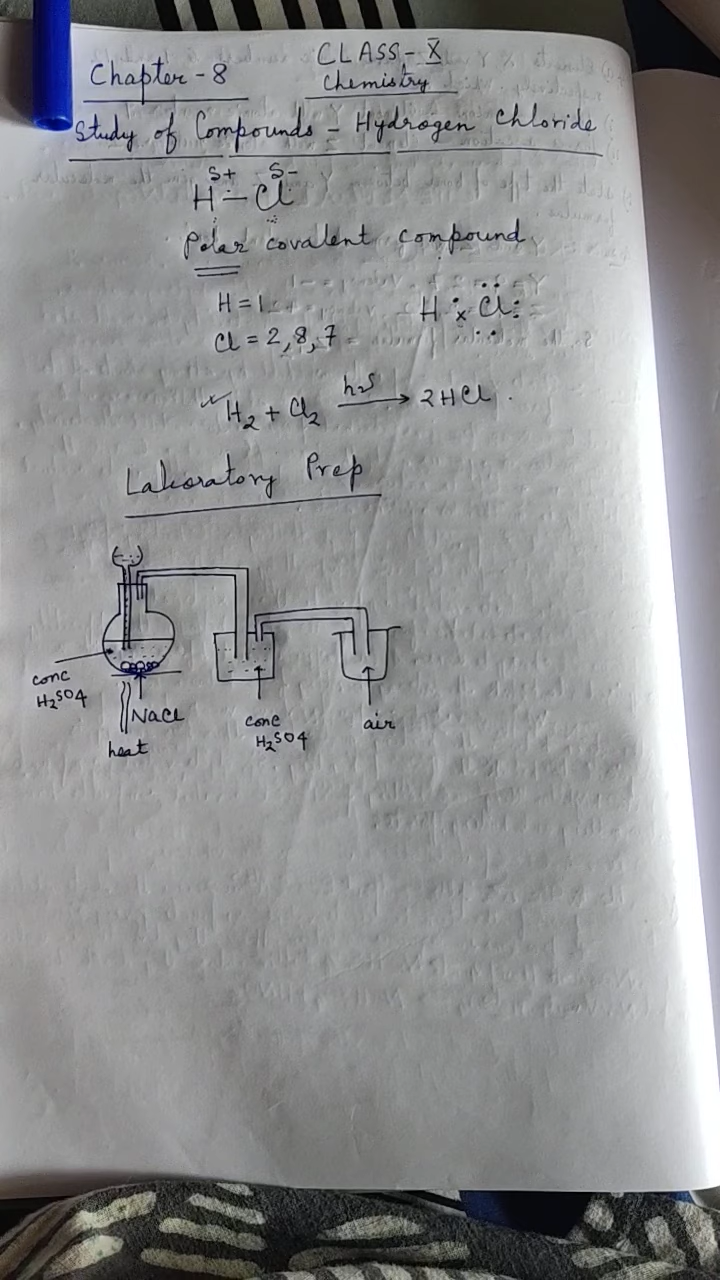 CLASS - X
Chapter - 8
Chemistry
Study of Compounds - Hydrogen Chloride
δ+ δ-
H - Cl
Polar covalent compound
H = 1
Cl = 2, 8, 7
H Cl
H2 + Cl2 hν → 2HCl.
Laboratory Prep
conc
H2SO4
NaCl
heat
conc
H2SO4
air